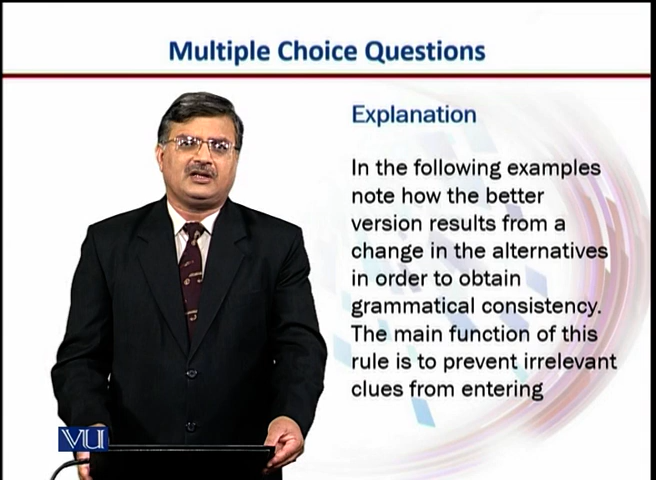 Multiple Choice Questions
Explanation
In the following examples
note how the better
version results from a
change in the alternatives
in order to obtain
grammatical consistency.
The main function of this
rule is to prevent irrelevant
clues from entering
VU